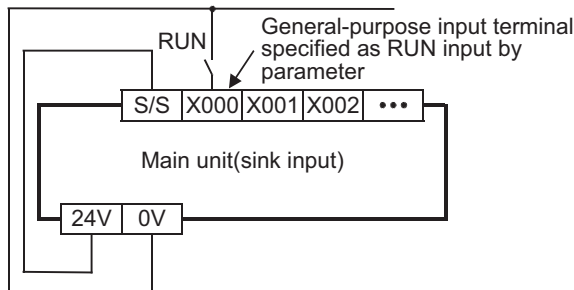 General-purpose input terminal
specified as RUN input by
parameter
RUN
S/S X000 X001 X002 •••
Main unit(sink input)
24V 0V